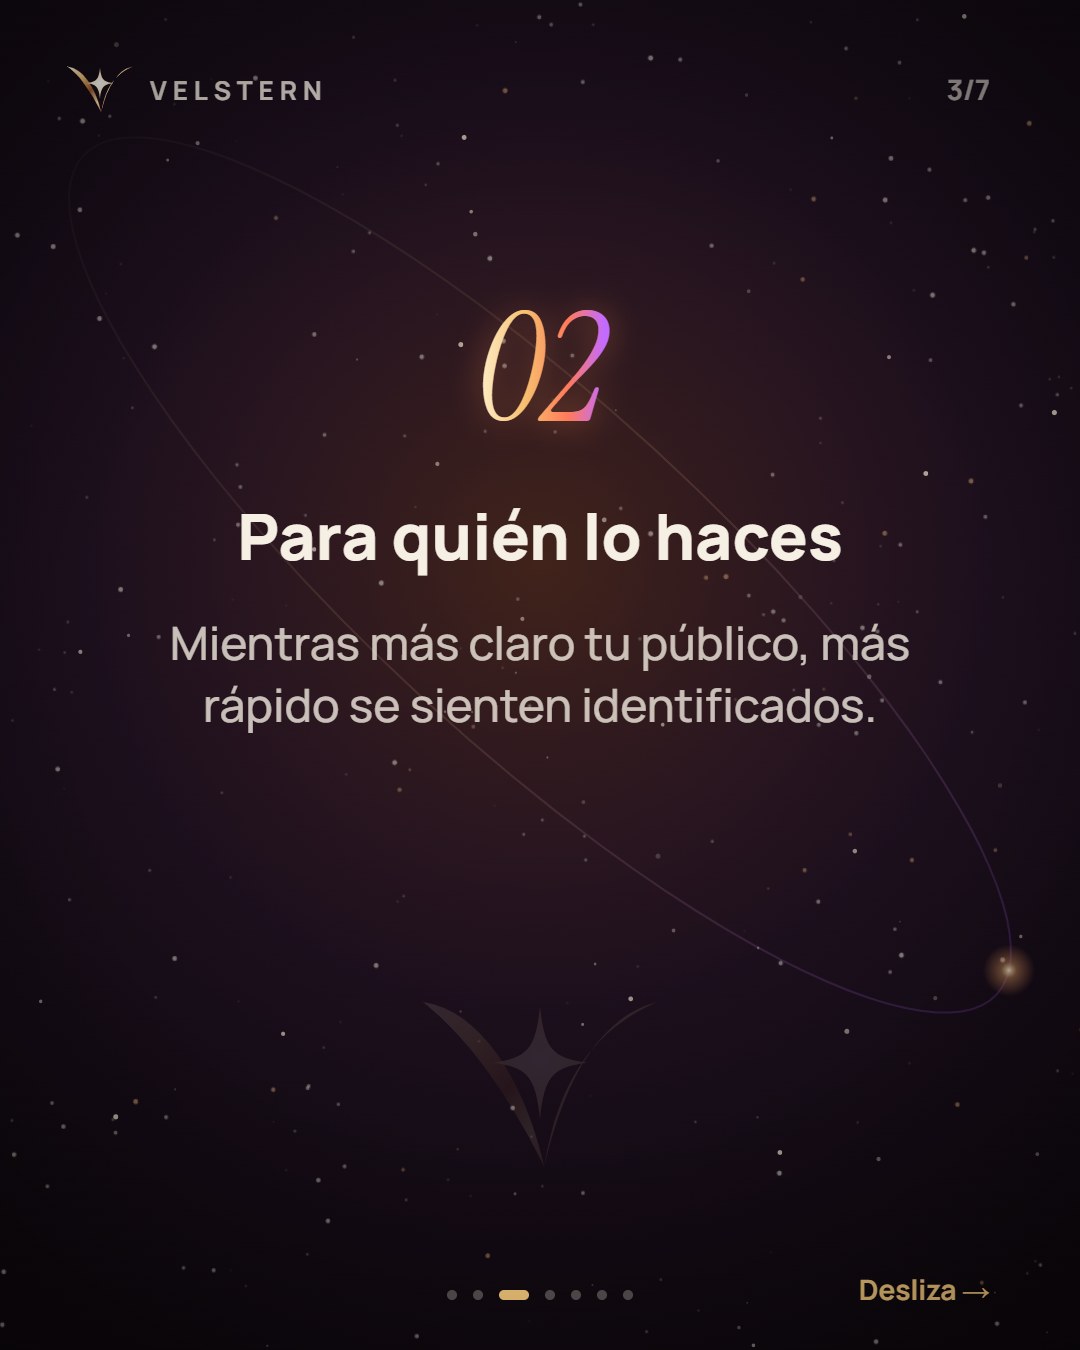 VELSTERN
3/7
02
Para quién lo haces
Mientras más claro tu público, más
rápido se sienten identificados.
Desliza →